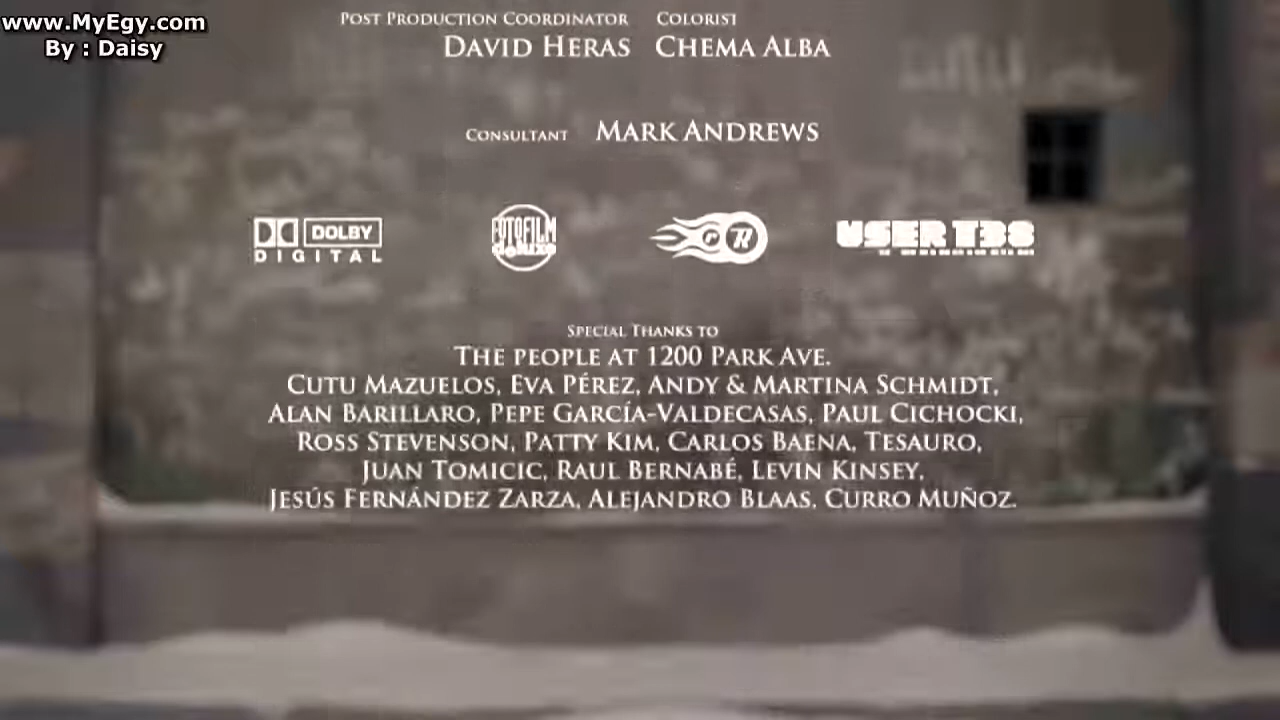 www.MyEgy.com
By : Daisy
POST PRODUCTION COORDINATOR COLORIST
DAVID HERAS CHEMA ALBA
CONSULTANT MARK ANDREWS
DOLBY
DIGITAL
FOTOFILM
deluxe
rR
USER T38
SPECIAL THANKS TO
THE PEOPLE AT 1200 PARK AVE.
CUTU MAZUELOS, EVA PÉREZ, ANDY & MARTINA SCHMIDT,
ALAN BARILLARO, PEPE GARCÍA-VALDECASAS, PAUL CICHOCKI,
ROSS STEVENSON, PATTY KIM, CARLOS BAENA, TESAURO,
JUAN TOMICIC, RAUL BERNABÉ, LEVIN KINSEY,
JESÚS FERNÁNDEZ ZARZA, ALEJANDRO BLAAS, CURRO MUÑOZ.